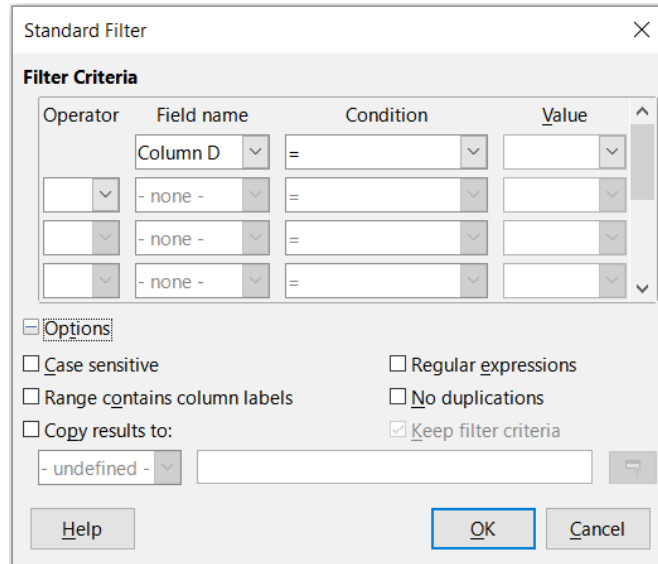 Standard Filter
Filter Criteria
Operator Field name Condition Value
Column D =
- none - =
- none - =
- none - =
Options
Case sensitive Regular expressions
Range contains column labels No duplications
Copy results to: Keep filter criteria
- undefined -
Help OK Cancel